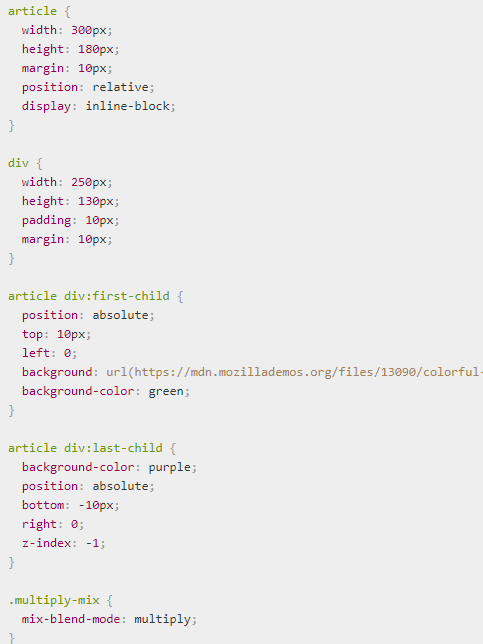 article {
  width: 300px;
  height: 180px;
  margin: 10px;
  position: relative;
  display: inline-block;
}

div {
  width: 250px;
  height: 130px;
  padding: 10px;
  margin: 10px;
}

article div:first-child {
  position: absolute;
  top: 10px;
  left: 0;
  background: url(https://mdn.mozillademos.org/files/13090/colorful-
  background-color: green;
}

article div:last-child {
  background-color: purple;
  position: absolute;
  bottom: -10px;
  right: 0;
  z-index: -1;
}

.multiply-mix {
  mix-blend-mode: multiply;
}